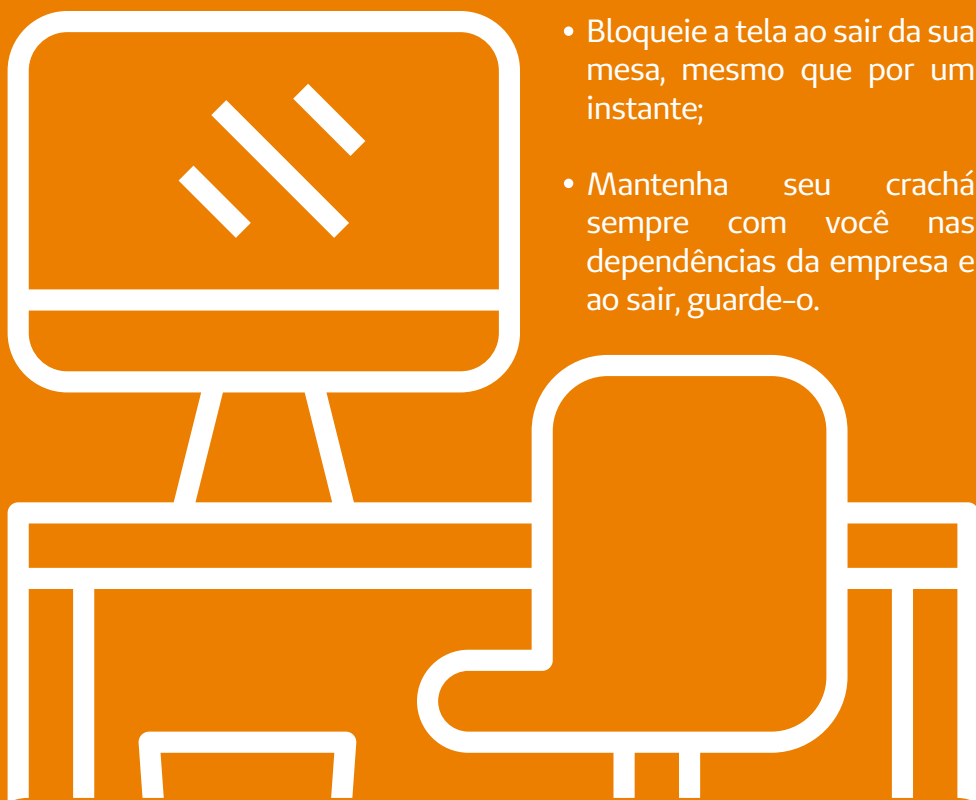 • Bloqueie a tela ao sair da sua
mesa, mesmo que por um
instante;
• Mantenha seu crachá
sempre com você nas
dependências da empresa e
ao sair, guarde-o.